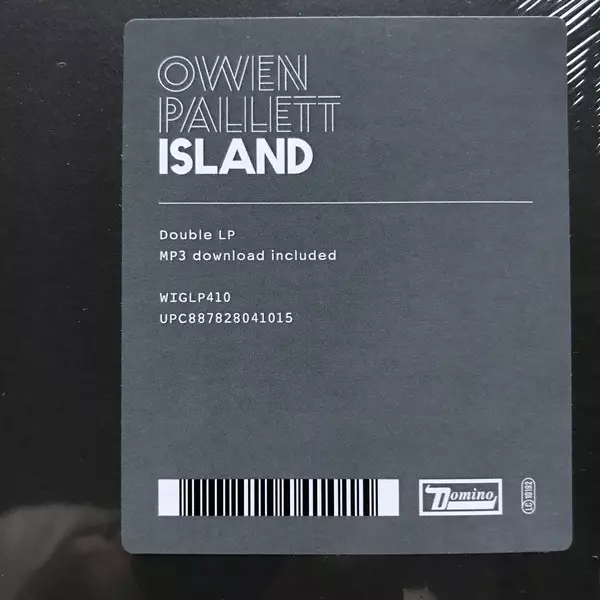 OWEN
PALLETT
ISLAND
Double LP
MP3 download included
WIGLP410
UPC887828041015
Domino
LC 10192